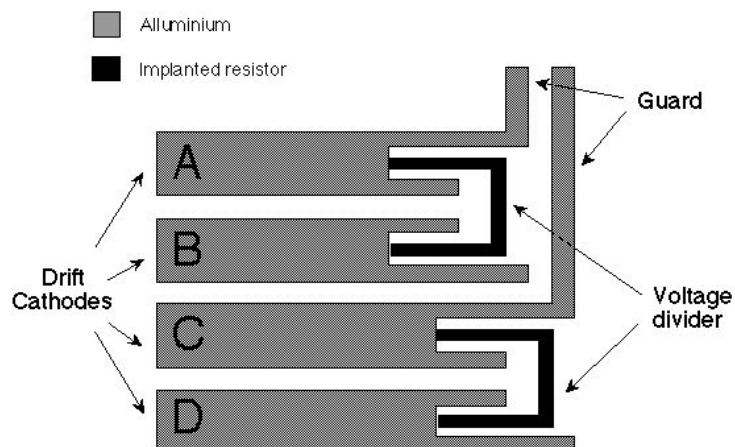 Alluminium
Implanted resistor
Guard
A
B
Drift
Cathodes
C
Voltage
divider
D